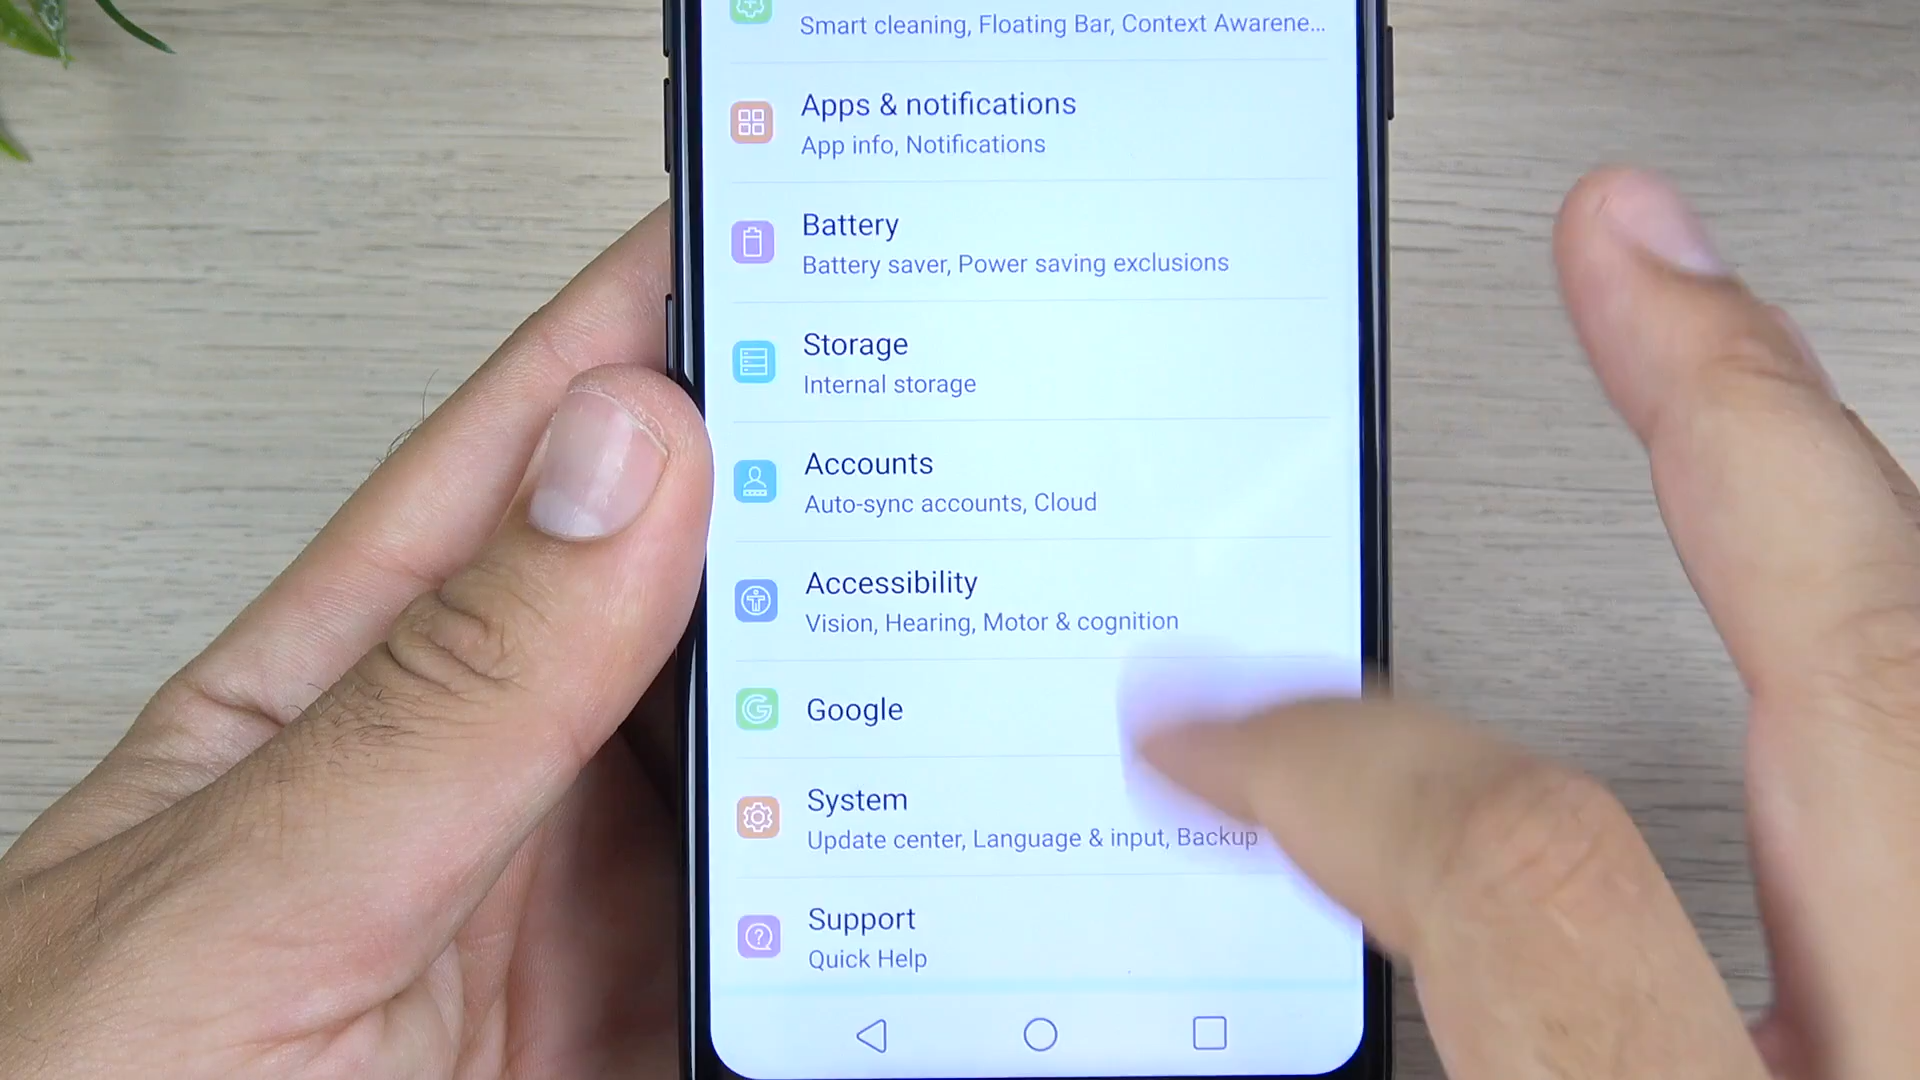 Smart cleaning, Floating Bar, Context Awarene...
Apps & notifications
App info, Notifications
Battery
Battery saver, Power saving exclusions
Storage
Internal storage
Accounts
Auto-sync accounts, Cloud
Accessibility
Vision, Hearing, Motor & cognition
Google
System
Update center, Language & input, Backup
Support
Quick Help